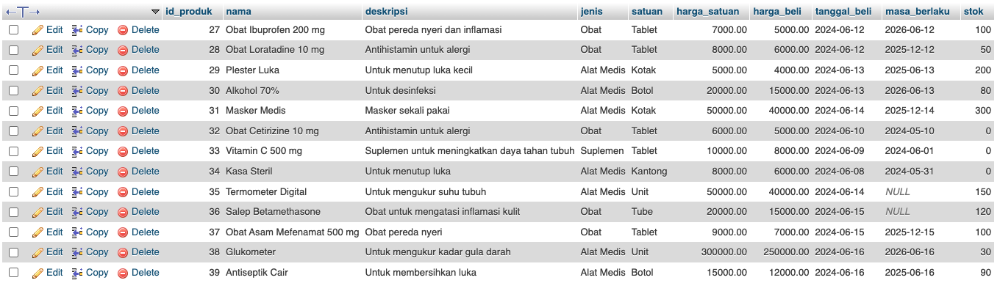 id_produk nama deskripsi jenis satuan harga_satuan harga_beli tanggal_beli masa_berlaku stok
Edit Copy Delete 27 Obat Ibuprofen 200 mg Obat pereda nyeri dan inflamasi Obat Tablet 7000.00 5000.00 2024-06-12 2026-06-12 100
Edit Copy Delete 28 Obat Loratadine 10 mg Antihistamin untuk alergi Obat Tablet 8000.00 6000.00 2024-06-12 2025-12-12 50
Edit Copy Delete 29 Plester Luka Untuk menutup luka kecil Alat Medis Kotak 5000.00 4000.00 2024-06-13 2025-06-13 200
Edit Copy Delete 30 Alkohol 70% Untuk desinfeksi Alat Medis Botol 20000.00 15000.00 2024-06-13 2026-06-13 80
Edit Copy Delete 31 Masker Medis Masker sekali pakai Alat Medis Kotak 50000.00 40000.00 2024-06-14 2025-12-14 300
Edit Copy Delete 32 Obat Cetirizine 10 mg Antihistamin untuk alergi Obat Tablet 6000.00 5000.00 2024-06-10 2024-05-10 0
Edit Copy Delete 33 Vitamin C 500 mg Suplemen untuk meningkatkan daya tahan tubuh Suplemen Tablet 10000.00 8000.00 2024-06-09 2024-06-01 0
Edit Copy Delete 34 Kasa Steril Untuk menutup luka Alat Medis Kantong 8000.00 6000.00 2024-06-08 2024-05-31 0
Edit Copy Delete 35 Termometer Digital Untuk mengukur suhu tubuh Alat Medis Unit 50000.00 40000.00 2024-06-14 NULL 150
Edit Copy Delete 36 Salep Betamethasone Obat untuk mengatasi inflamasi kulit Obat Tube 20000.00 15000.00 2024-06-15 NULL 120
Edit Copy Delete 37 Obat Asam Mefenamat 500 mg Obat pereda nyeri Obat Tablet 9000.00 7000.00 2024-06-15 2025-12-15 100
Edit Copy Delete 38 Glukometer Untuk mengukur kadar gula darah Alat Medis Unit 300000.00 250000.00 2024-06-16 2026-06-16 30
Edit Copy Delete 39 Antiseptik Cair Untuk membersihkan luka Alat Medis Botol 15000.00 12000.00 2024-06-16 2025-06-16 90